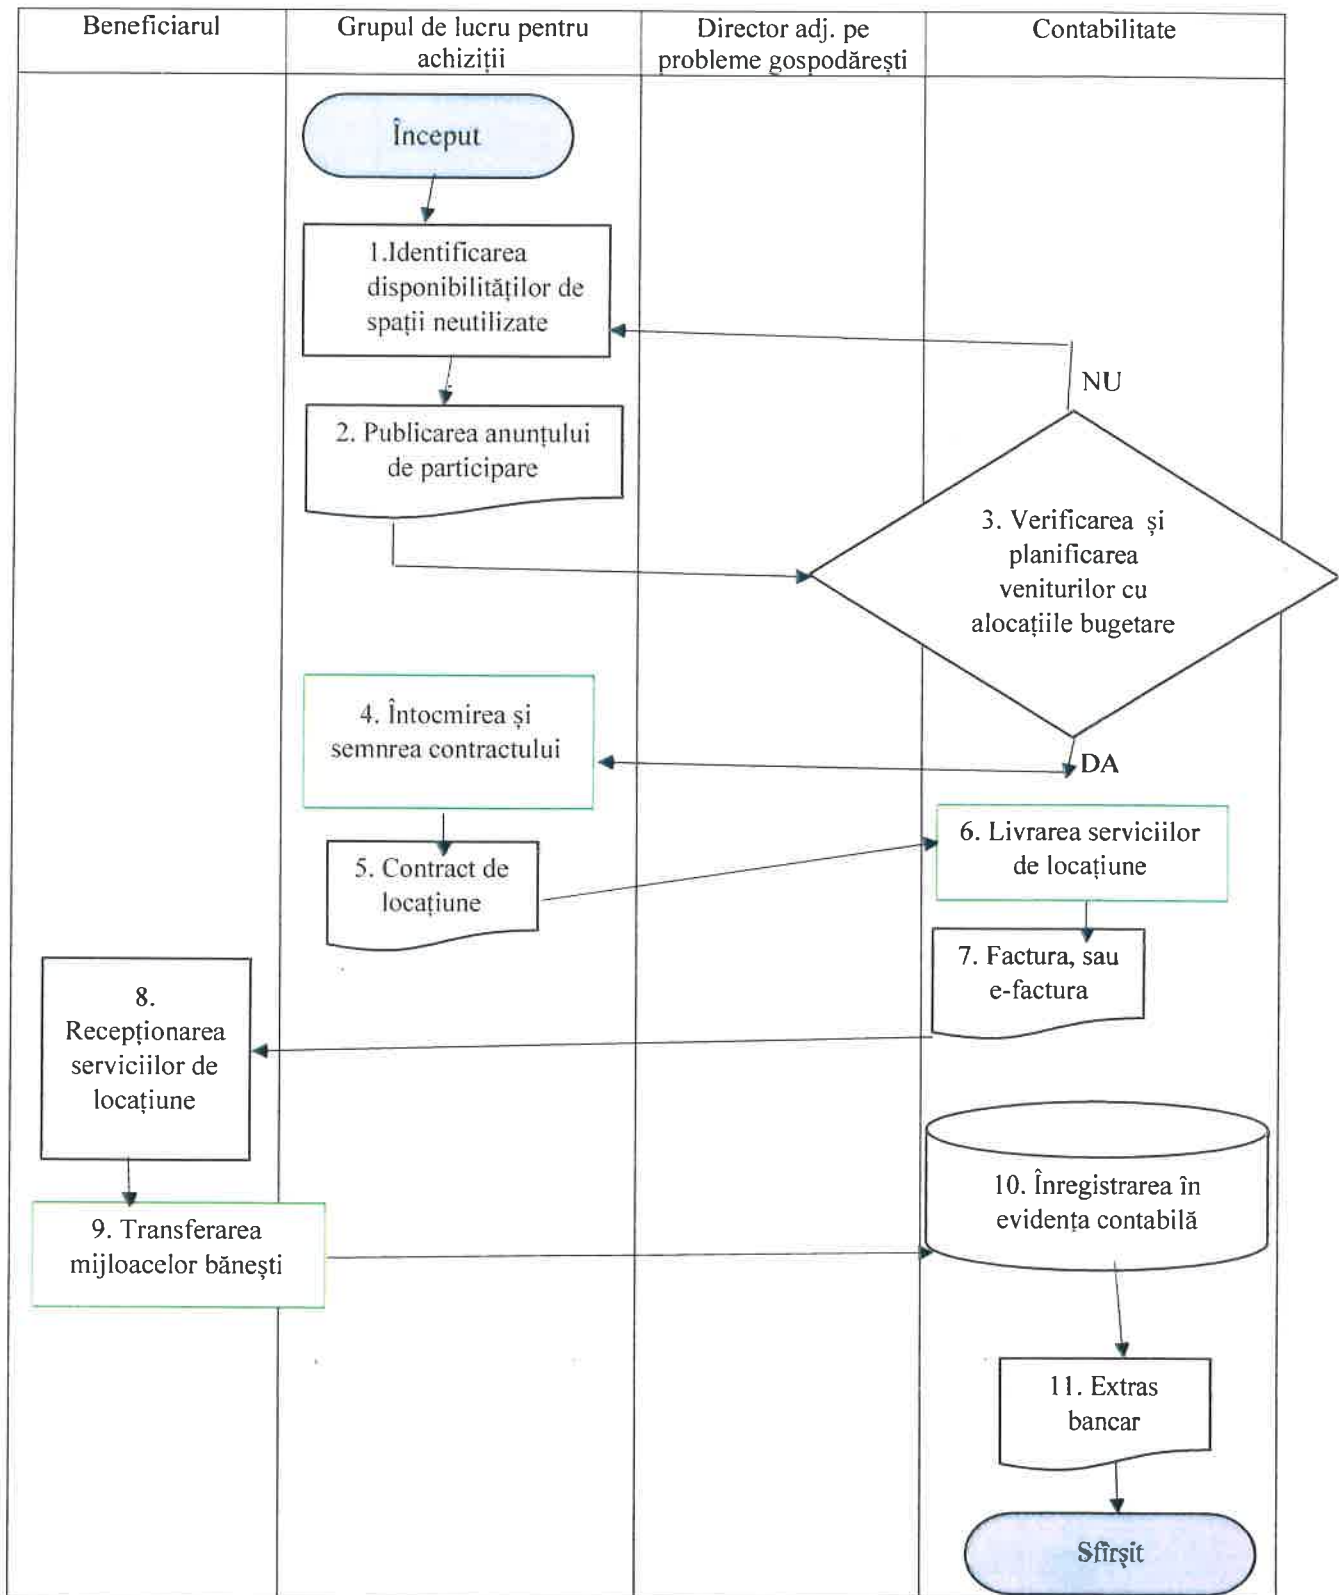 Beneficiarul
Grupul de lucru pentru
achiziții
Director adj. pe
probleme gospodărești
Contabilitate
Început
1.Identificarea
disponibilităților de
spații neutilizate
NU
2. Publicarea anunțului
de participare
3. Verificarea și
planificarea
veniturilor cu
alocațiile bugetare
4. Întocmirea și
semnrea contractului
DA
5. Contract de
locațiune
6. Livrarea serviciilor
de locațiune
7. Factura, sau
e-factura
8.
Recepționarea
serviciilor de
locațiune
9. Transferarea
mijloacelor bănești
10. Înregistrarea în
evidența contabilă
11. Extras
bancar
Sfîrșit